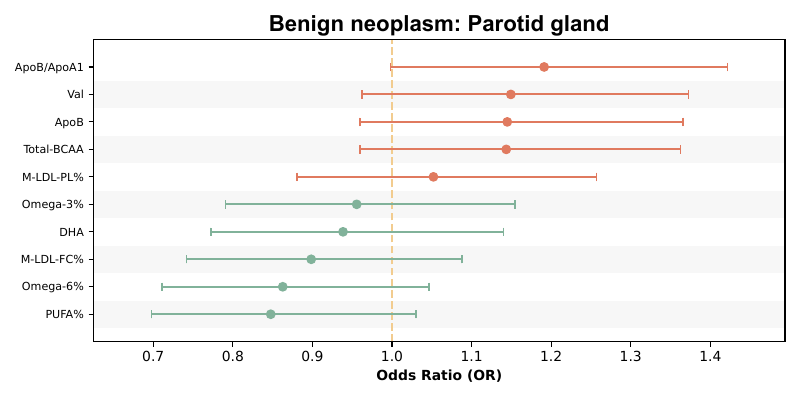 Benign neoplasm: Parotid gland
ApoB/ApoA1
Val
ApoB
Total-BCAA
M-LDL-PL%
Omega-3%
DHA
M-LDL-FC%
Omega-6%
PUFA%
0.7 0.8 0.9 1.0 1.1 1.2 1.3 1.4
Odds Ratio (OR)